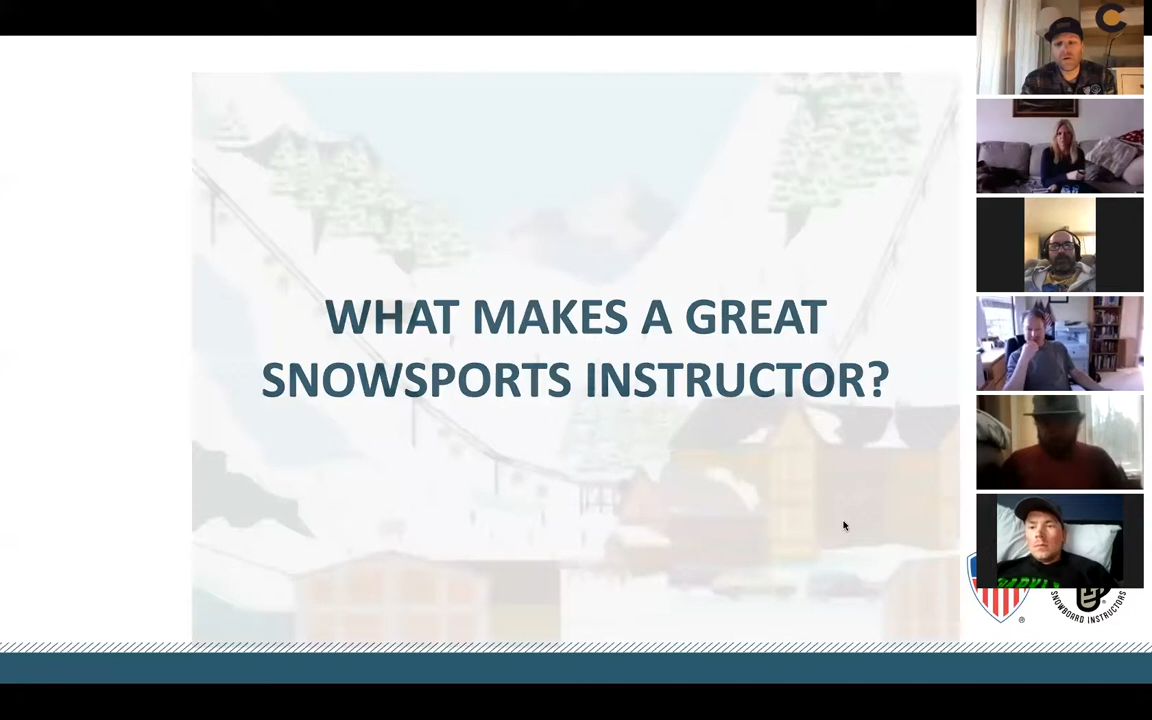 WHAT MAKES A GREAT
SNOWSPORTS INSTRUCTOR?
SNOWBOARD INSTRUCTORS
®